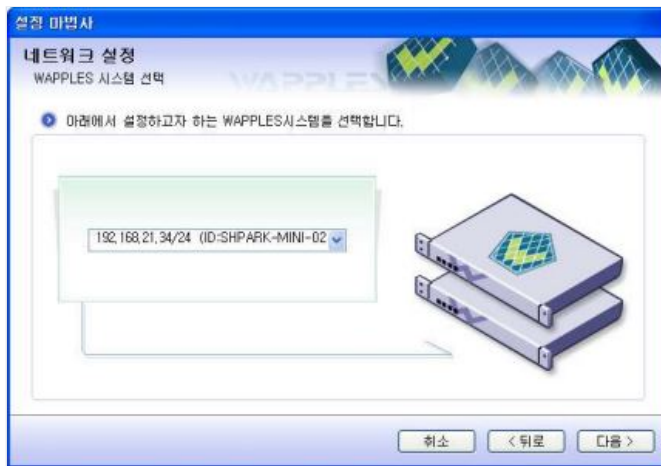 설정 마법사
네트워크 설정
WAPPLES 시스템 선택
WAPPLES
아래에서 설정하고자 하는 WAPPLES시스템를 선택합니다.
192,168,21,34/24 (ID:SHPARK-MINI-02
취소
< 뒤로
다음 >